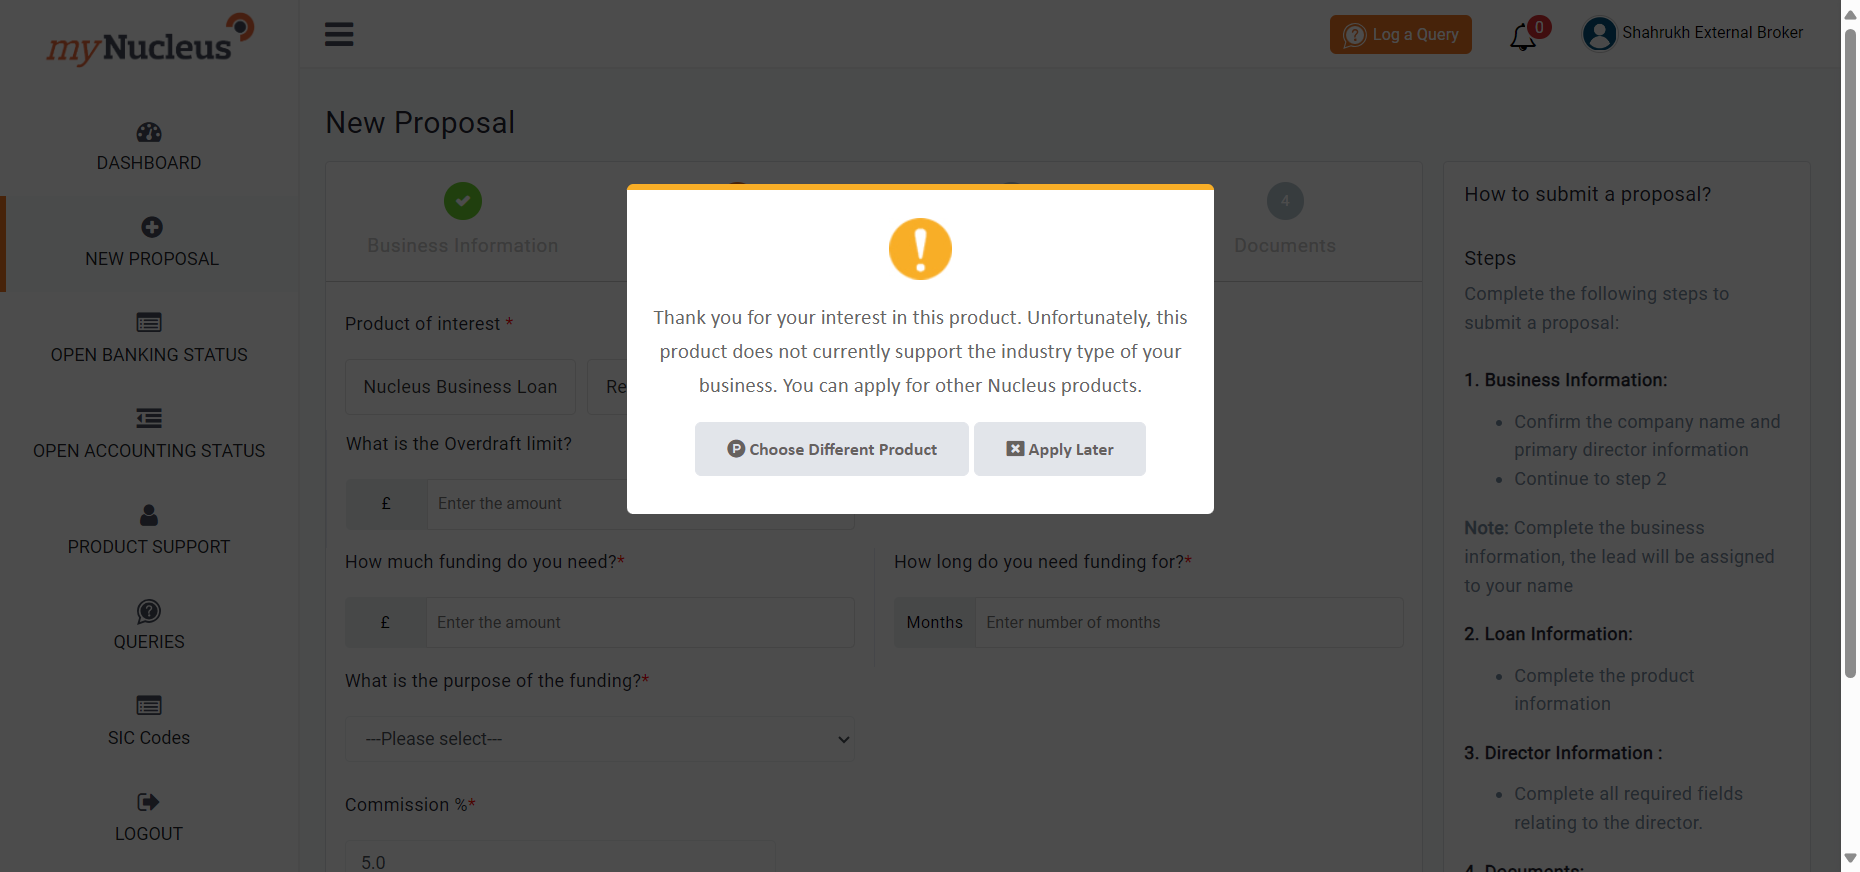 myNucleus
Log a Query
0
Shahrukh External Broker
DASHBOARD
NEW PROPOSAL
OPEN BANKING STATUS
OPEN ACCOUNTING STATUS
PRODUCT SUPPORT
QUERIES
SIC Codes
LOGOUT
New Proposal
Business Information
4
Documents
Product of interest *
Nucleus Business Loan
Re
What is the Overdraft limit?
£
Enter the amount
How much funding do you need?*
£
Enter the amount
How long do you need funding for?*
Months
Enter number of months
What is the purpose of the funding?*
---Please select---
Commission %*
5.0
Thank you for your interest in this product. Unfortunately, this
product does not currently support the industry type of your
business. You can apply for other Nucleus products.
Choose Different Product
Apply Later
How to submit a proposal?
Steps
Complete the following steps to
submit a proposal:
1. Business Information:
• Confirm the company name and
primary director information
• Continue to step 2
Note: Complete the business
information, the lead will be assigned
to your name
2. Loan Information:
• Complete the product
information
3. Director Information :
• Complete all required fields
relating to the director.
4. Documents: